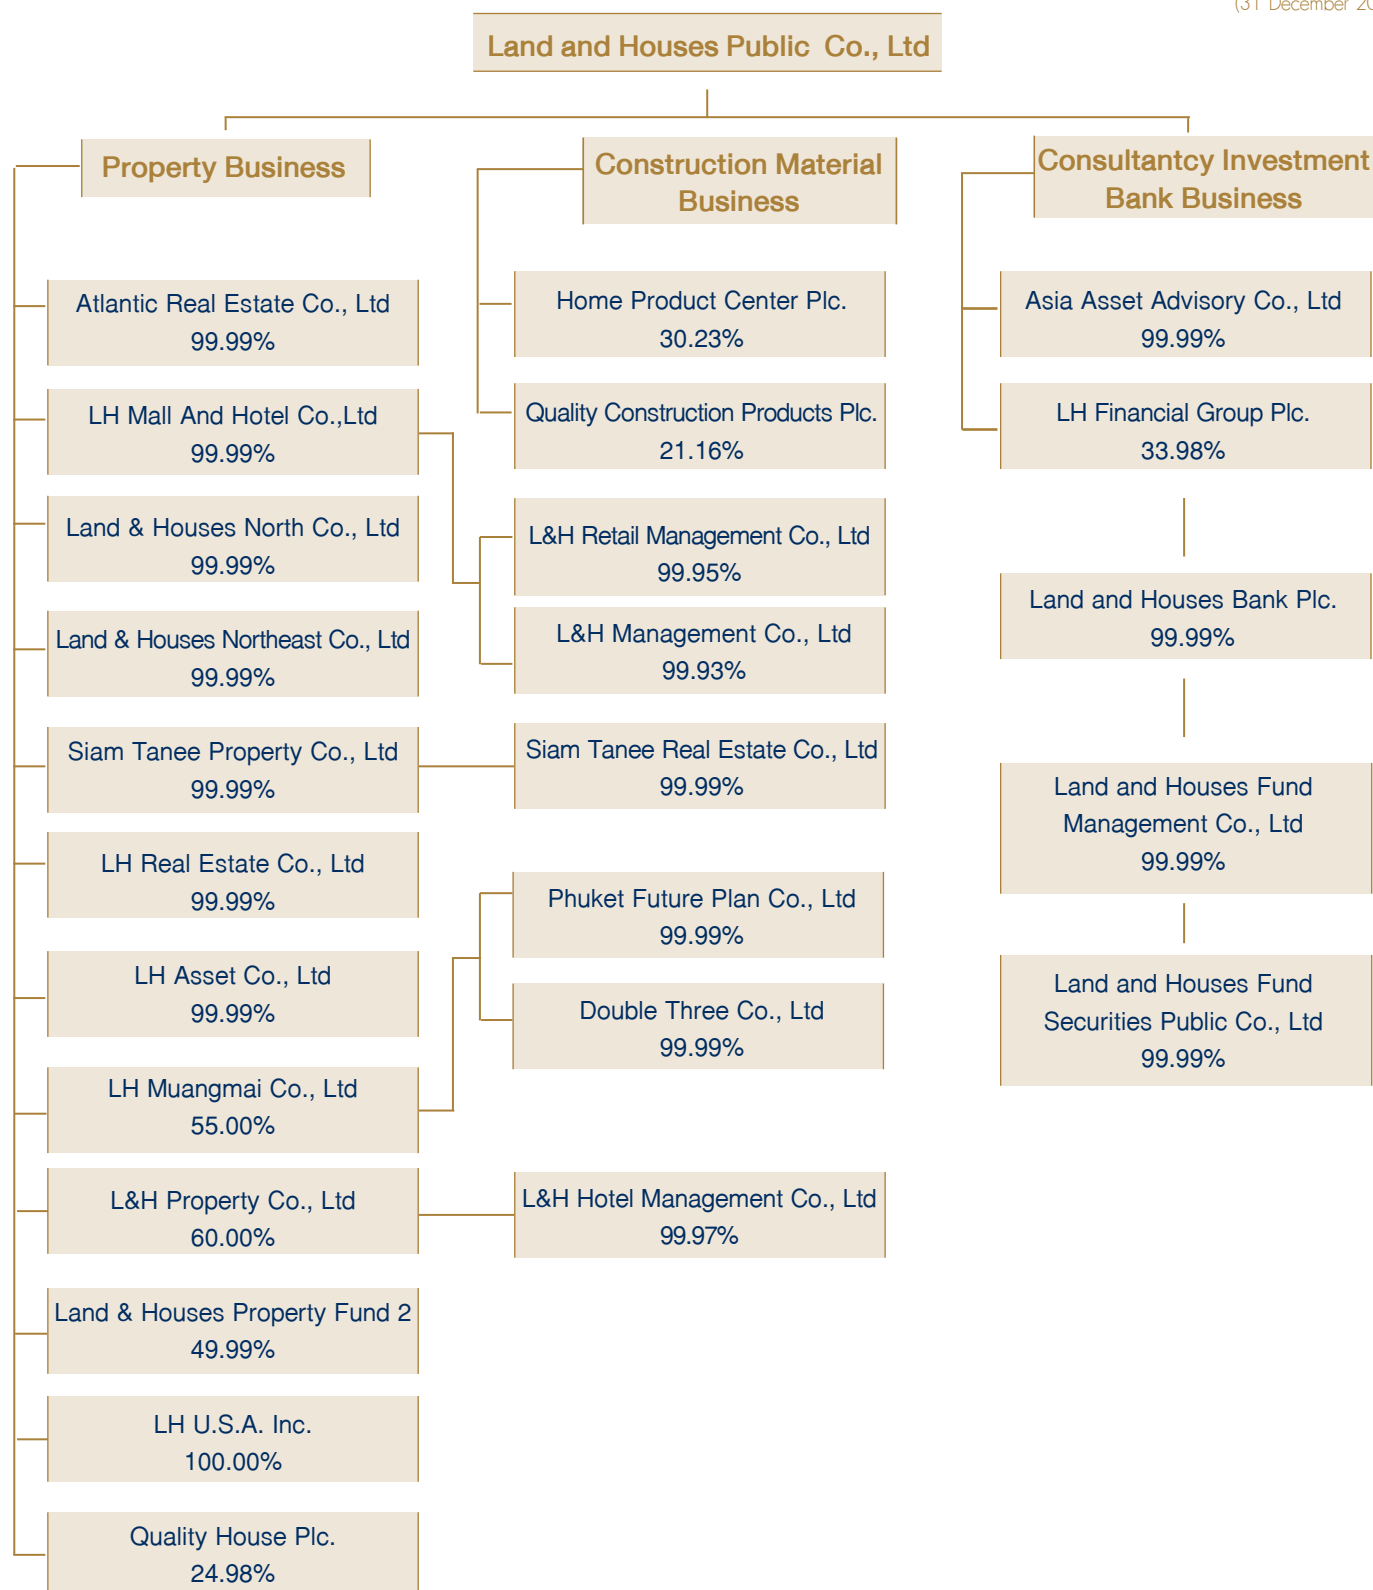 (31 December 20
Land and Houses Public Co., Ltd
Property Business
Construction Material
Business
Consultantcy Investment
Bank Business
Atlantic Real Estate Co., Ltd
99.99%
LH Mall And Hotel Co.,Ltd
99.99%
Land & Houses North Co., Ltd
99.99%
Land & Houses Northeast Co., Ltd
99.99%
Siam Tanee Property Co., Ltd
99.99%
LH Real Estate Co., Ltd
99.99%
LH Asset Co., Ltd
99.99%
LH Muangmai Co., Ltd
55.00%
L&H Property Co., Ltd
60.00%
Land & Houses Property Fund 2
49.99%
LH U.S.A. Inc.
100.00%
Quality House Plc.
24.98%
Home Product Center Plc.
30.23%
Quality Construction Products Plc.
21.16%
L&H Retail Management Co., Ltd
99.95%
L&H Management Co., Ltd
99.93%
Siam Tanee Real Estate Co., Ltd
99.99%
Phuket Future Plan Co., Ltd
99.99%
Double Three Co., Ltd
99.99%
L&H Hotel Management Co., Ltd
99.97%
Asia Asset Advisory Co., Ltd
99.99%
LH Financial Group Plc.
33.98%
Land and Houses Bank Plc.
99.99%
Land and Houses Fund
Management Co., Ltd
99.99%
Land and Houses Fund
Securities Public Co., Ltd
99.99%